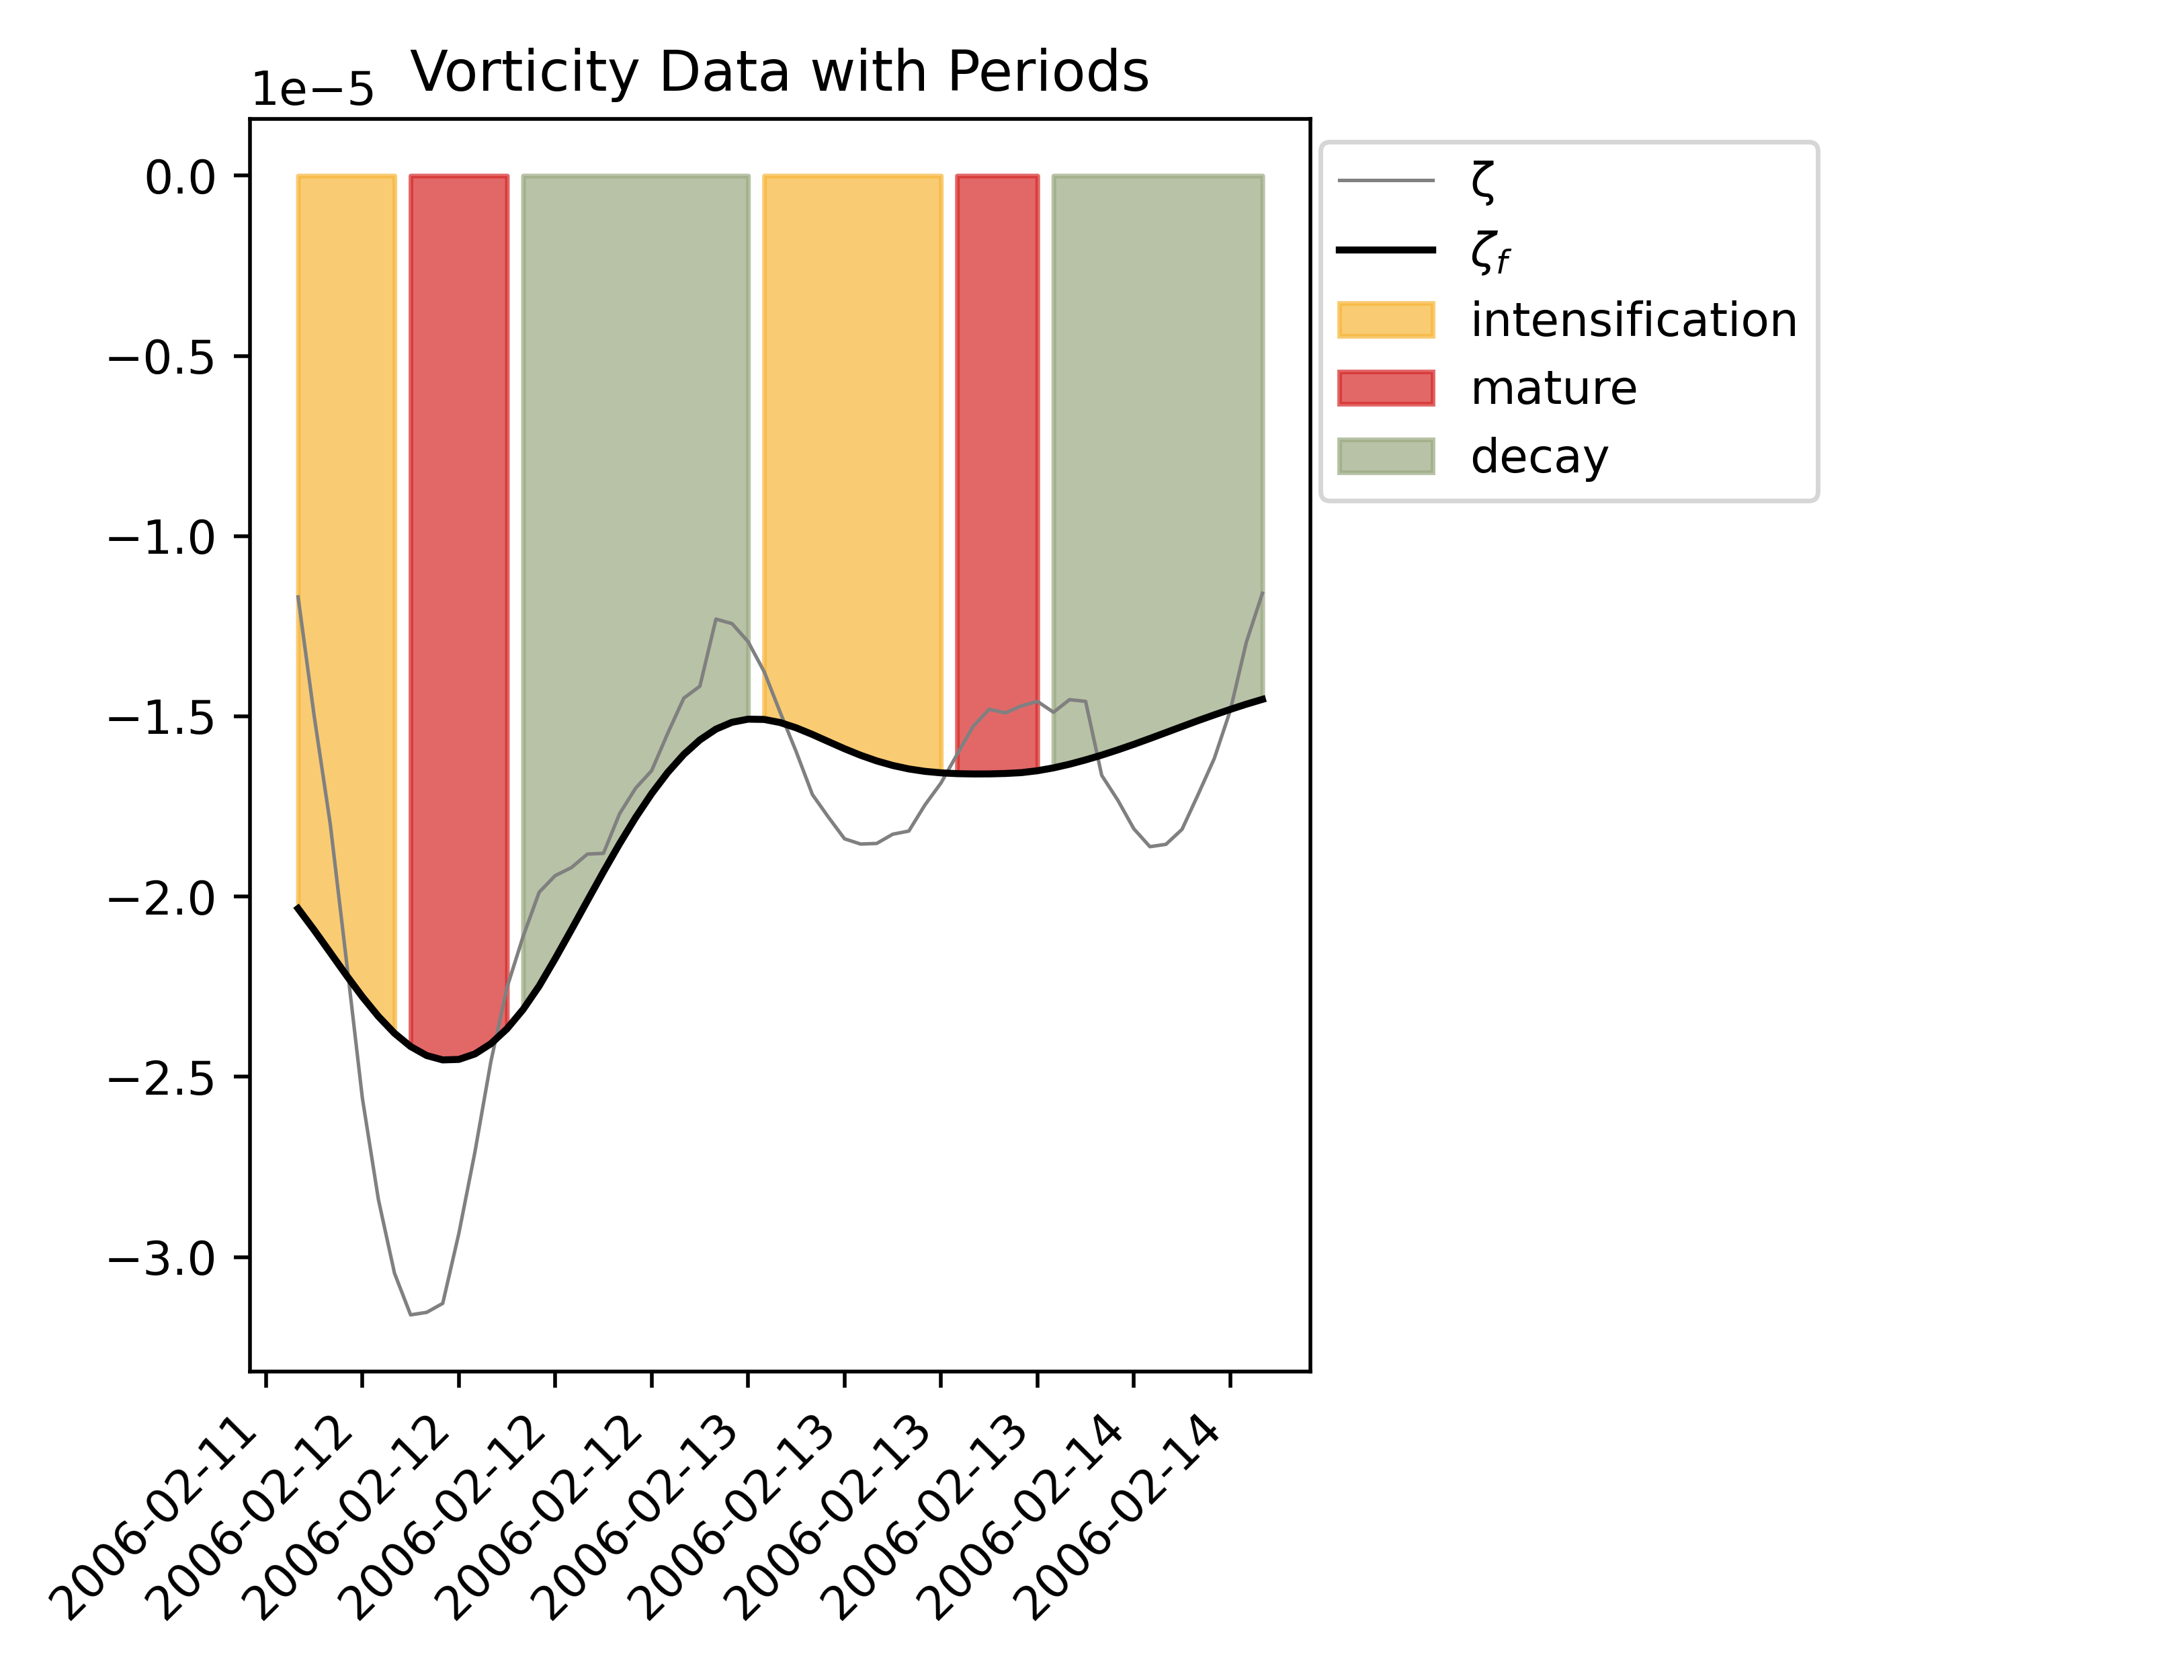 Vorticity Data with Periods
1e−5
0.0
−0.5
−1.0
−1.5
−2.0
−2.5
−3.0
ζ
ζf
intensification
mature
decay
2006-02-11
2006-02-12
2006-02-12
2006-02-12
2006-02-12
2006-02-13
2006-02-13
2006-02-13
2006-02-13
2006-02-14
2006-02-14